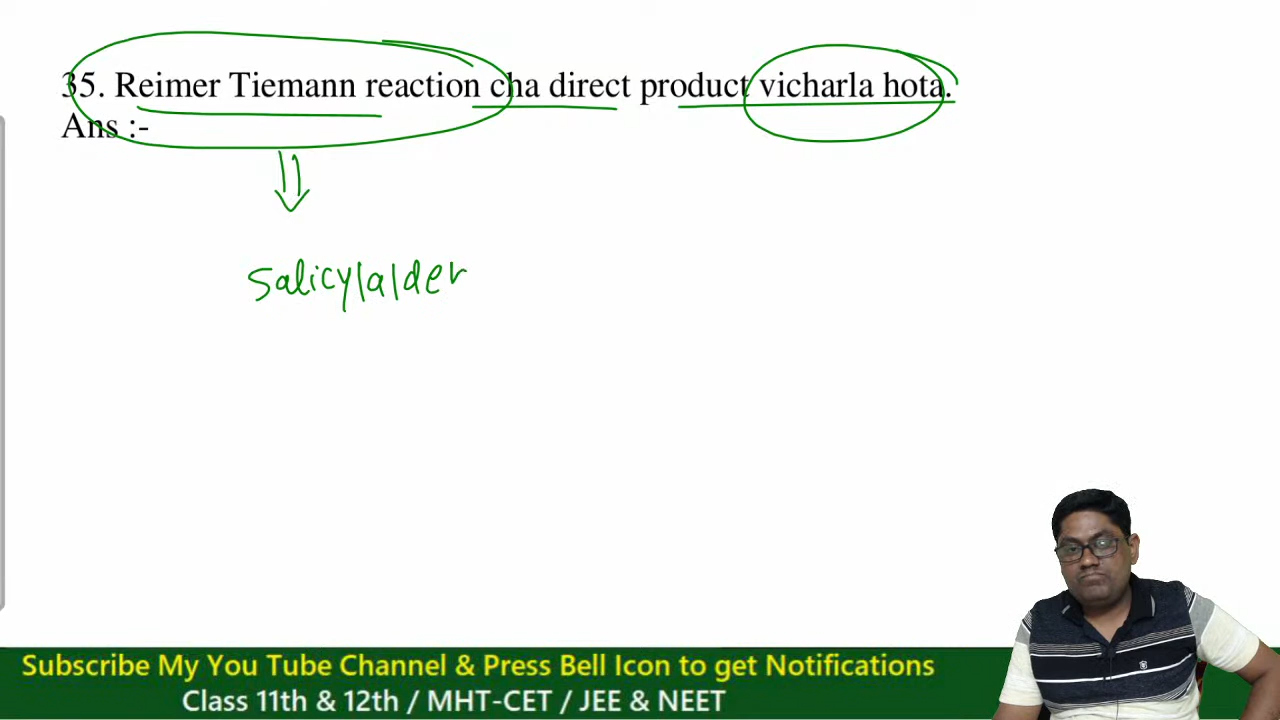 35. Reimer Tiemann reaction cha direct product vicharla hota.
Ans :-
Salicylalder
Subscribe My You Tube Channel & Press Bell Icon to get Notifications
Class 11th & 12th / MHT-CET / JEE & NEET